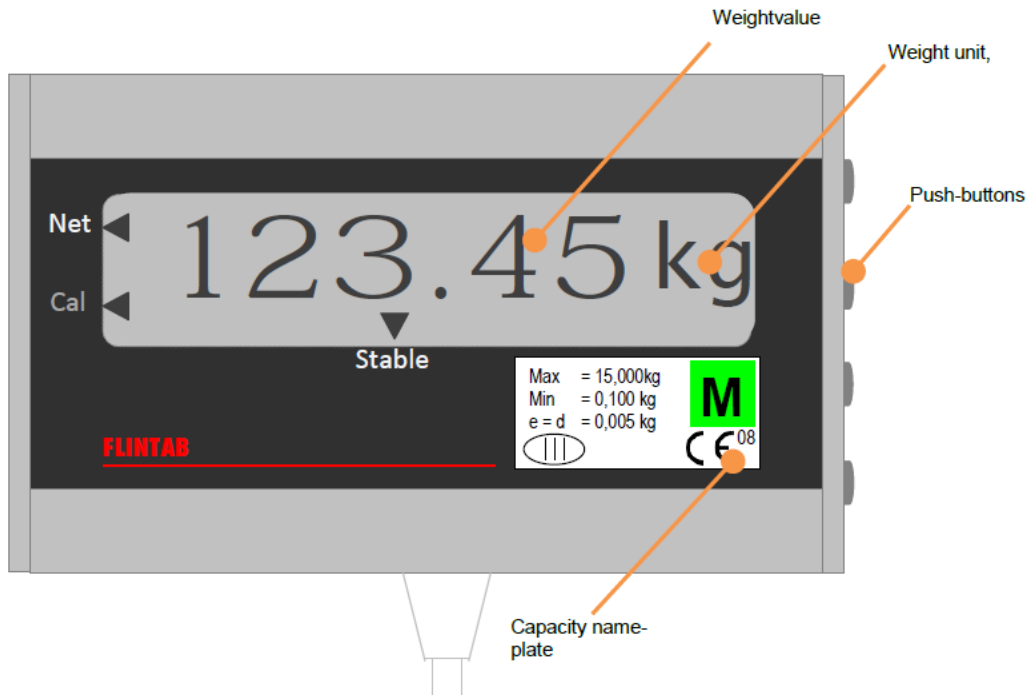 Weightvalue
Weight unit,
Push-buttons
Net
123.45 kg
Cal
Stable
Max = 15,000kg
Min = 0,100 kg
e = d = 0,005 kg
III
M
CE 08
FLINTAB
Capacity name-
plate